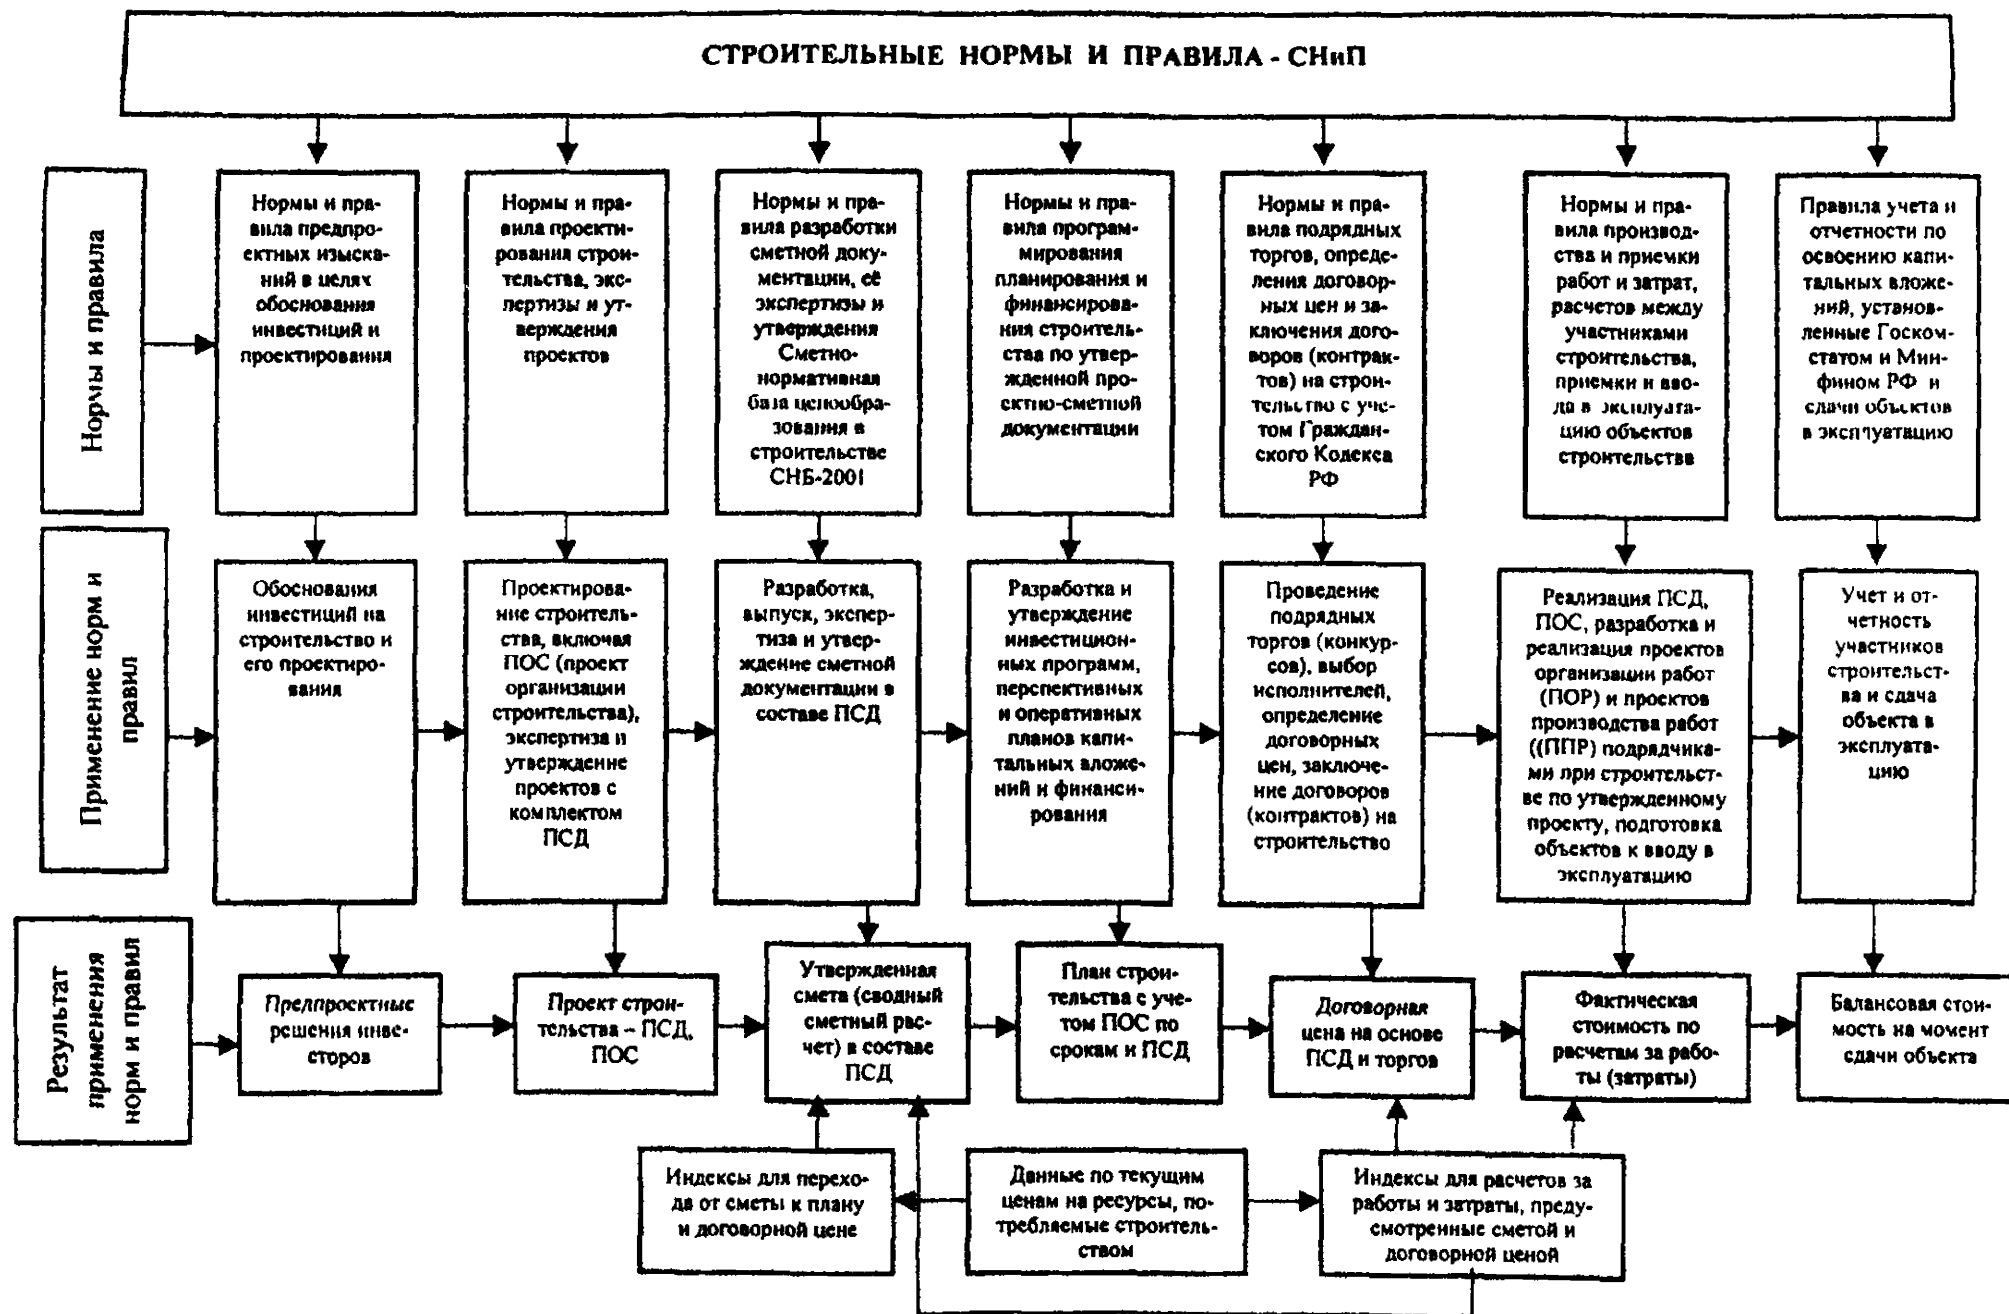 СТРОИТЕЛЬНЫЕ НОРМЫ И ПРАВИЛА - СНиП
Нормы и правила
Нормы и пра-
вила предпро-
ектных изыска-
ний в целях
обоснования
инвестиций и
проектирования
Нормы и пра-
вила проекти-
рования строи-
тельства, экс-
пертизы и ут-
верждения
проектов
Нормы и пра-
вила разработки
сметной доку-
ментации, её
экспертизы и
утверждения
Сметно-
нормативная
база ценообра-
зования в
строительстве
СНБ-2001
Нормы и пра-
вила програм-
мирования
планирования и
финансирова-
ния строитель-
ства по утвер-
жденной про-
ектно-сметной
документации
Нормы и пра-
вила подрядных
торгов, опреде-
ления договор-
ных цен и за-
ключения дого-
воров (контрак-
тов) на строи-
тельство с уче-
том Граждан-
ского Кодекса
РФ
Нормы и пра-
вила производ-
ства и приемки
работ и затрат,
расчетов между
участниками
строительства,
приемки и вво-
да в эксплуата-
цию объектов
строительства
Правила учета и
отчетности по
освоению капи-
тальных вложе-
ний, установ-
ленные Госком-
статом и Мин-
фином РФ и
сдачи объектов
в эксплуатацию
Применение норм и
правил
Обоснования
инвестиций на
строительство и
его проектиро-
вания
Проектирова-
ние строитель-
ства, включая
ПОС (проект
организации
строительства),
экспертиза и
утверждение
проектов с
комплектом
ПСД
Разработка,
выпуск, экспер-
тиза и утвер-
ждение сметной
документации в
составе ПСД
Разработка и
утверждение
инвестицион-
ных программ,
перспективных
и оперативных
планов капи-
тальных вложе-
ний и финанси-
рования
Проведение
подрядных
торгов (конкур-
сов), выбор
исполнителей,
определение
договорных
цен, заключе-
ние договоров
(контрактов) на
строительство
Реализация ПСД,
ПОС, разработка и
реализация проектов
организации работ
(ПОР) и проектов
производства работ
((ППР) подрядчика-
ми при строительст-
ве по утвержденному
проекту, подготовка
объектов к вводу в
эксплуатацию
Учет и от-
четность
участников
строительст-
ва и сдача
объекта в
эксплуата-
цию
Результат
применения
норм и правил
Предпроектные
решения инве-
сторов
Проект строи-
тельства – ПСД,
ПОС
Утвержденная
смета (сводный
сметный рас-
чет) в составе
ПСД
План строи-
тельства с уче-
том ПОС по
срокам и ПСД
Договорная
цена на основе
ПСД и торгов
Фактическая
стоимость по
расчетам за рабо-
ты (затраты)
Балансовая стои-
мость на момент
сдачи объекта
Индексы для перехо-
да от сметы к плану
и договорной цене
Данные по текущим
ценам на ресурсы, по-
требляемые строитель-
ством
Индексы для расчетов за
работы и затраты, преду-
смотренные сметой и
договорной ценой